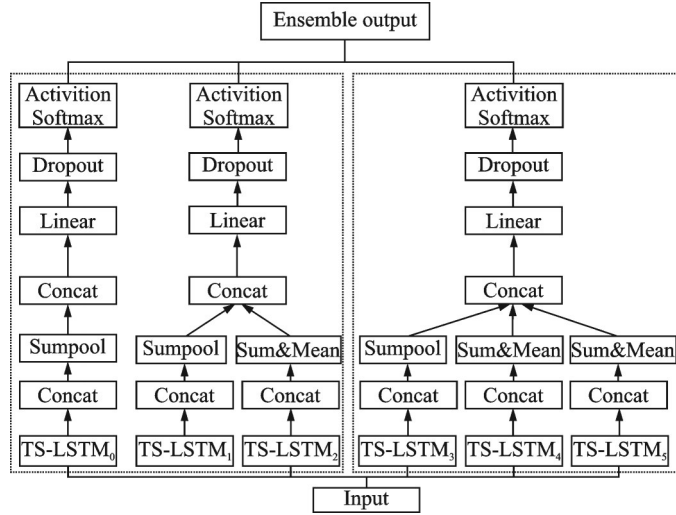 Ensemble output
Activition
Softmax
Activition
Softmax
Activition
Softmax
Dropout
Dropout
Dropout
Linear
Linear
Linear
Concat
Concat
Concat
Sumpool
Sumpool
Sum&Mean
Sumpool
Sum&Mean
Sum&Mean
Concat
Concat
Concat
Concat
Concat
Concat
TS-LSTM₀
TS-LSTM₁
TS-LSTM₂
TS-LSTM₃
TS-LSTM₄
TS-LSTM₅
Input